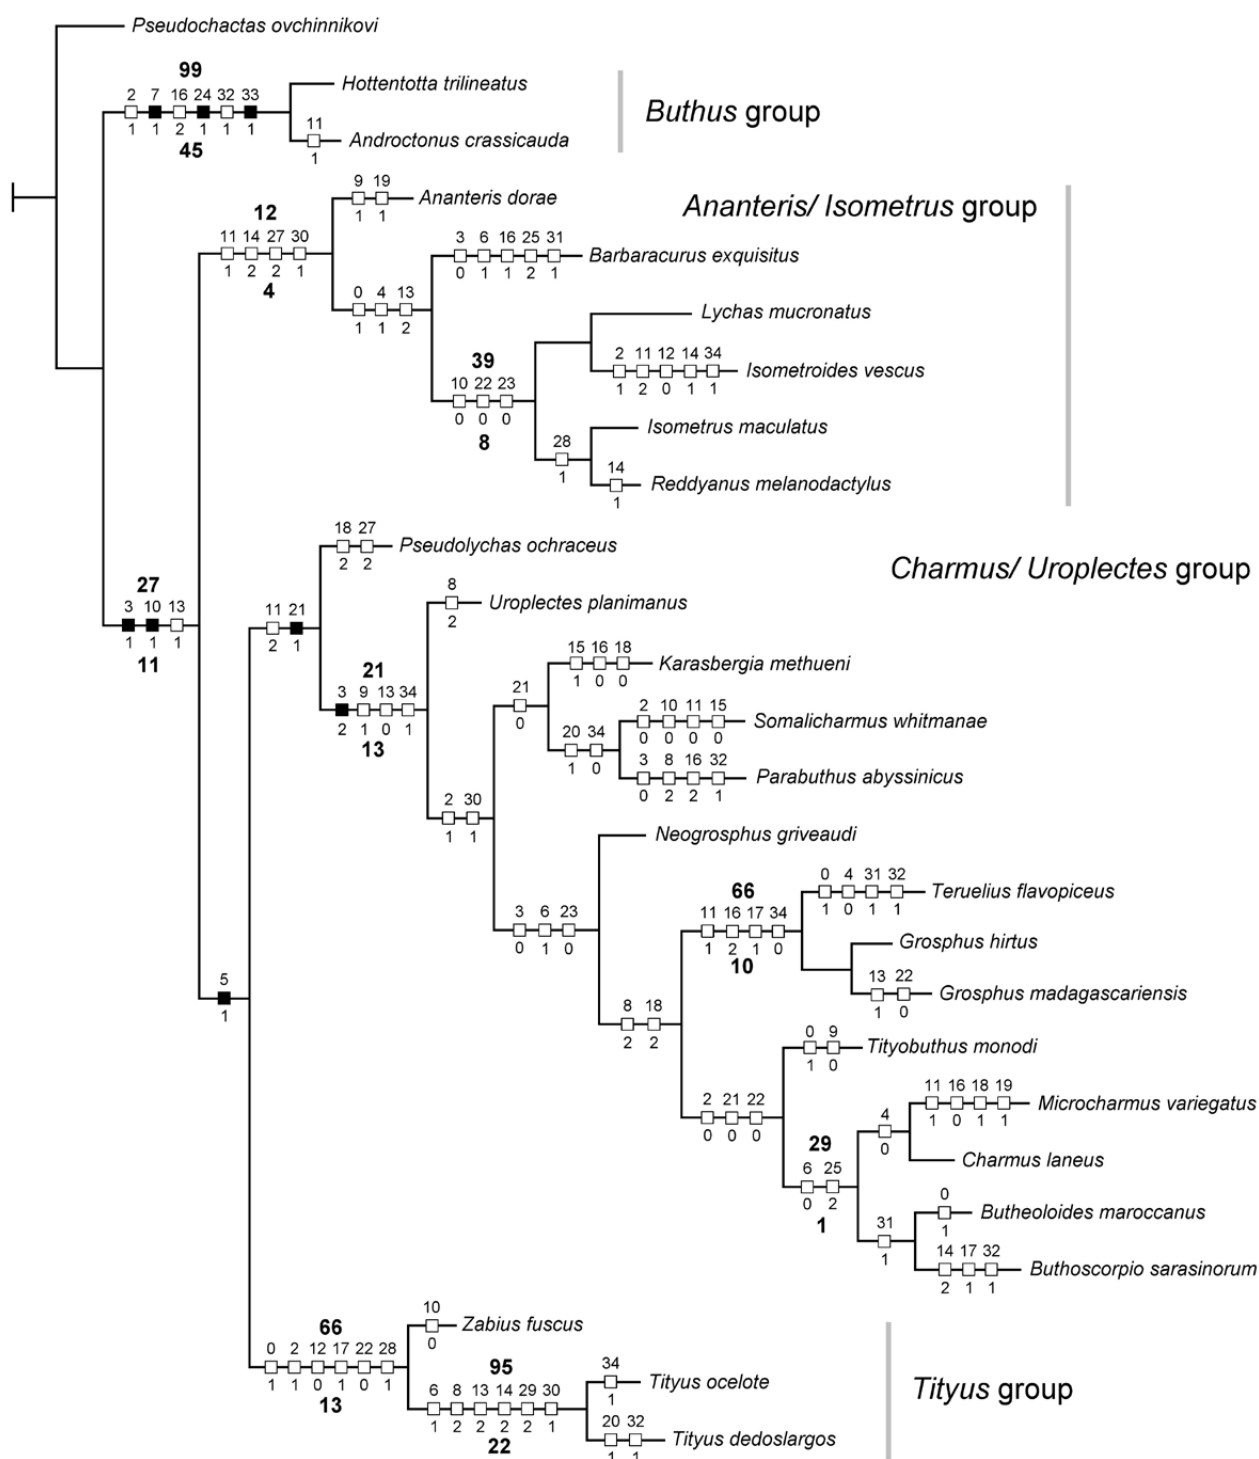 Pseudochactas ovchinnikovi
99
2 7 16 24 32 33
1 1 2 1 1 1
45
Hottentotta trilineatus
11
1
Androctonus crassicauda
Buthus group
12
11 14 27 30
1 2 2 1
4
9 19
1 1
Ananteris dorae
Ananteris/ Isometrus group
0 4 13
1 1 2
3 6 16 25 31
0 1 1 2 1
Barbaracurus exquisitus
39
10 22 23
0 0 0
8
Lychas mucronatus
2 11 12 14 34
1 2 0 1 1
Isometroides vescus
28
1
Isometrus maculatus
14
1
Reddyanus melanodactylus
27
3 10 13
1 1 1
11
5
1
11 21
2 1
18 27
2 2
Pseudolychas ochraceus
Charmus/ Uroplectes group
21
3 9 13 34
2 1 0 1
13
8
2
Uroplectes planimanus
2 30
1 1
21
0
15 16 18
1 0 0
Karasbergia methueni
20 34
1 0
2 10 11 15
0 0 0 0
Somalicharmus whitmanae
3 8 16 32
0 2 2 1
Parabuthus abyssinicus
3 6 23
0 1 0
Neogrosphus griveaudi
8 18
2 2
66
11 16 17 34
1 2 1 0
10
0 4 31 32
1 0 1 1
Teruelius flavopiceus
Grosphus hirtus
13 22
1 0
Grosphus madagascariensis
2 21 22
0 0 0
0 9
1 0
Tityobuthus monodi
29
6 25
0 2
1
4
0
11 16 18 19
1 0 1 1
Microcharmus variegatus
Charmus laneus
31
1
0
1
Butheoloides maroccanus
14 17 32
2 1 1
Buthoscorpio sarasinorum
66
0 2 12 17 22 28
1 1 0 1 0 1
13
10
0
Zabius fuscus
95
6 8 13 14 29 30
1 2 2 2 2 1
22
34
1
Tityus ocelote
20 32
1 1
Tityus dedoslargos
Tityus group